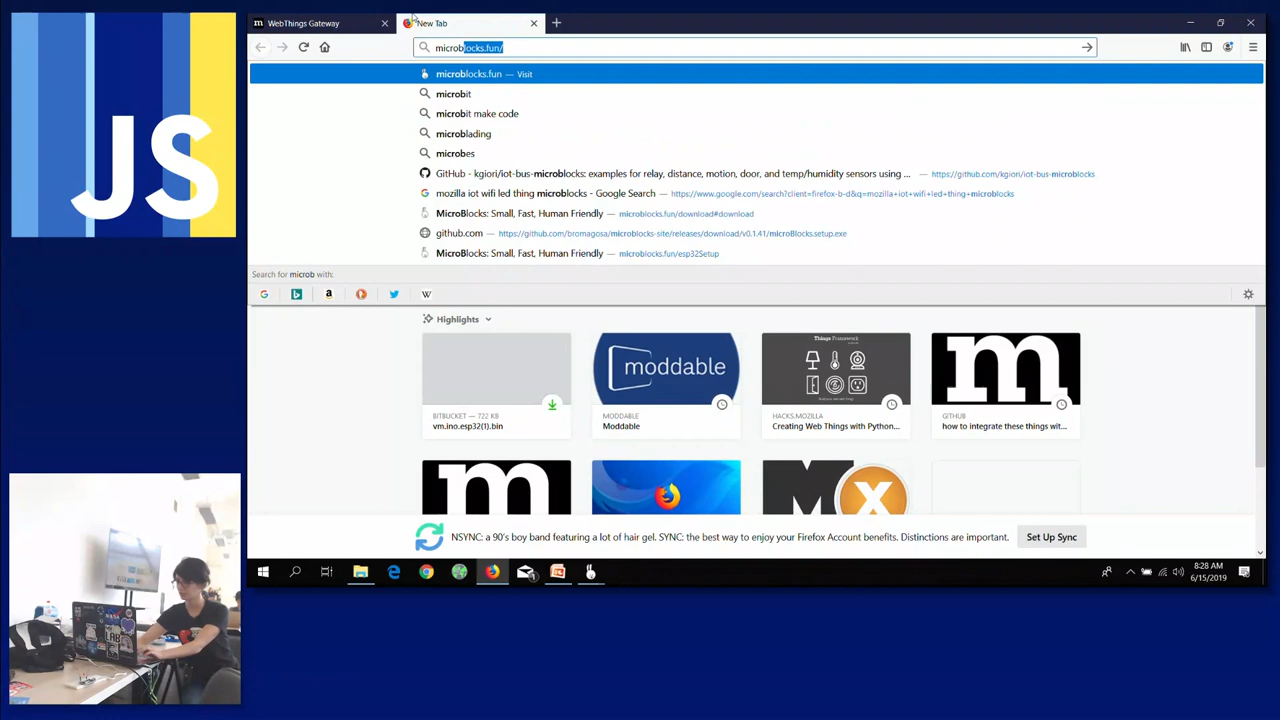 JS
WebThings Gateway
New Tab
microblocks.fun/
microblocks.fun — Visit
microbit
microbit make code
microblading
microbes
GitHub - kgiori/iot-bus-microblocks: examples for relay, distance, motion, door, and temp/humidity sensors using ... — https://github.com/kgiori/iot-bus-microblocks
mozilla iot wifi led thing microblocks - Google Search — https://www.google.com/search?client=firefox-b-d&q=mozilla+iot+wifi+led+thing+microblocks
MicroBlocks: Small, Fast, Human Friendly — microblocks.fun/download#download
github.com — https://github.com/bromagosa/microblocks-site/releases/download/v0.1.41/microBlocks.setup.exe
MicroBlocks: Small, Fast, Human Friendly — microblocks.fun/esp32Setup
Search for microb with:
Highlights
moddable
Things Framework
m
BITBUCKET — 722 KB
vm.ino.esp32(1).bin
MODDABLE
Moddable
HACKS.MOZILLA
Creating Web Things with Python...
GITHUB
how to integrate these things wit...
m
M X
NSYNC: a 90's boy band featuring a lot of hair gel. SYNC: the best way to enjoy your Firefox Account benefits. Distinctions are important.
Set Up Sync
8:28 AM
6/15/2019